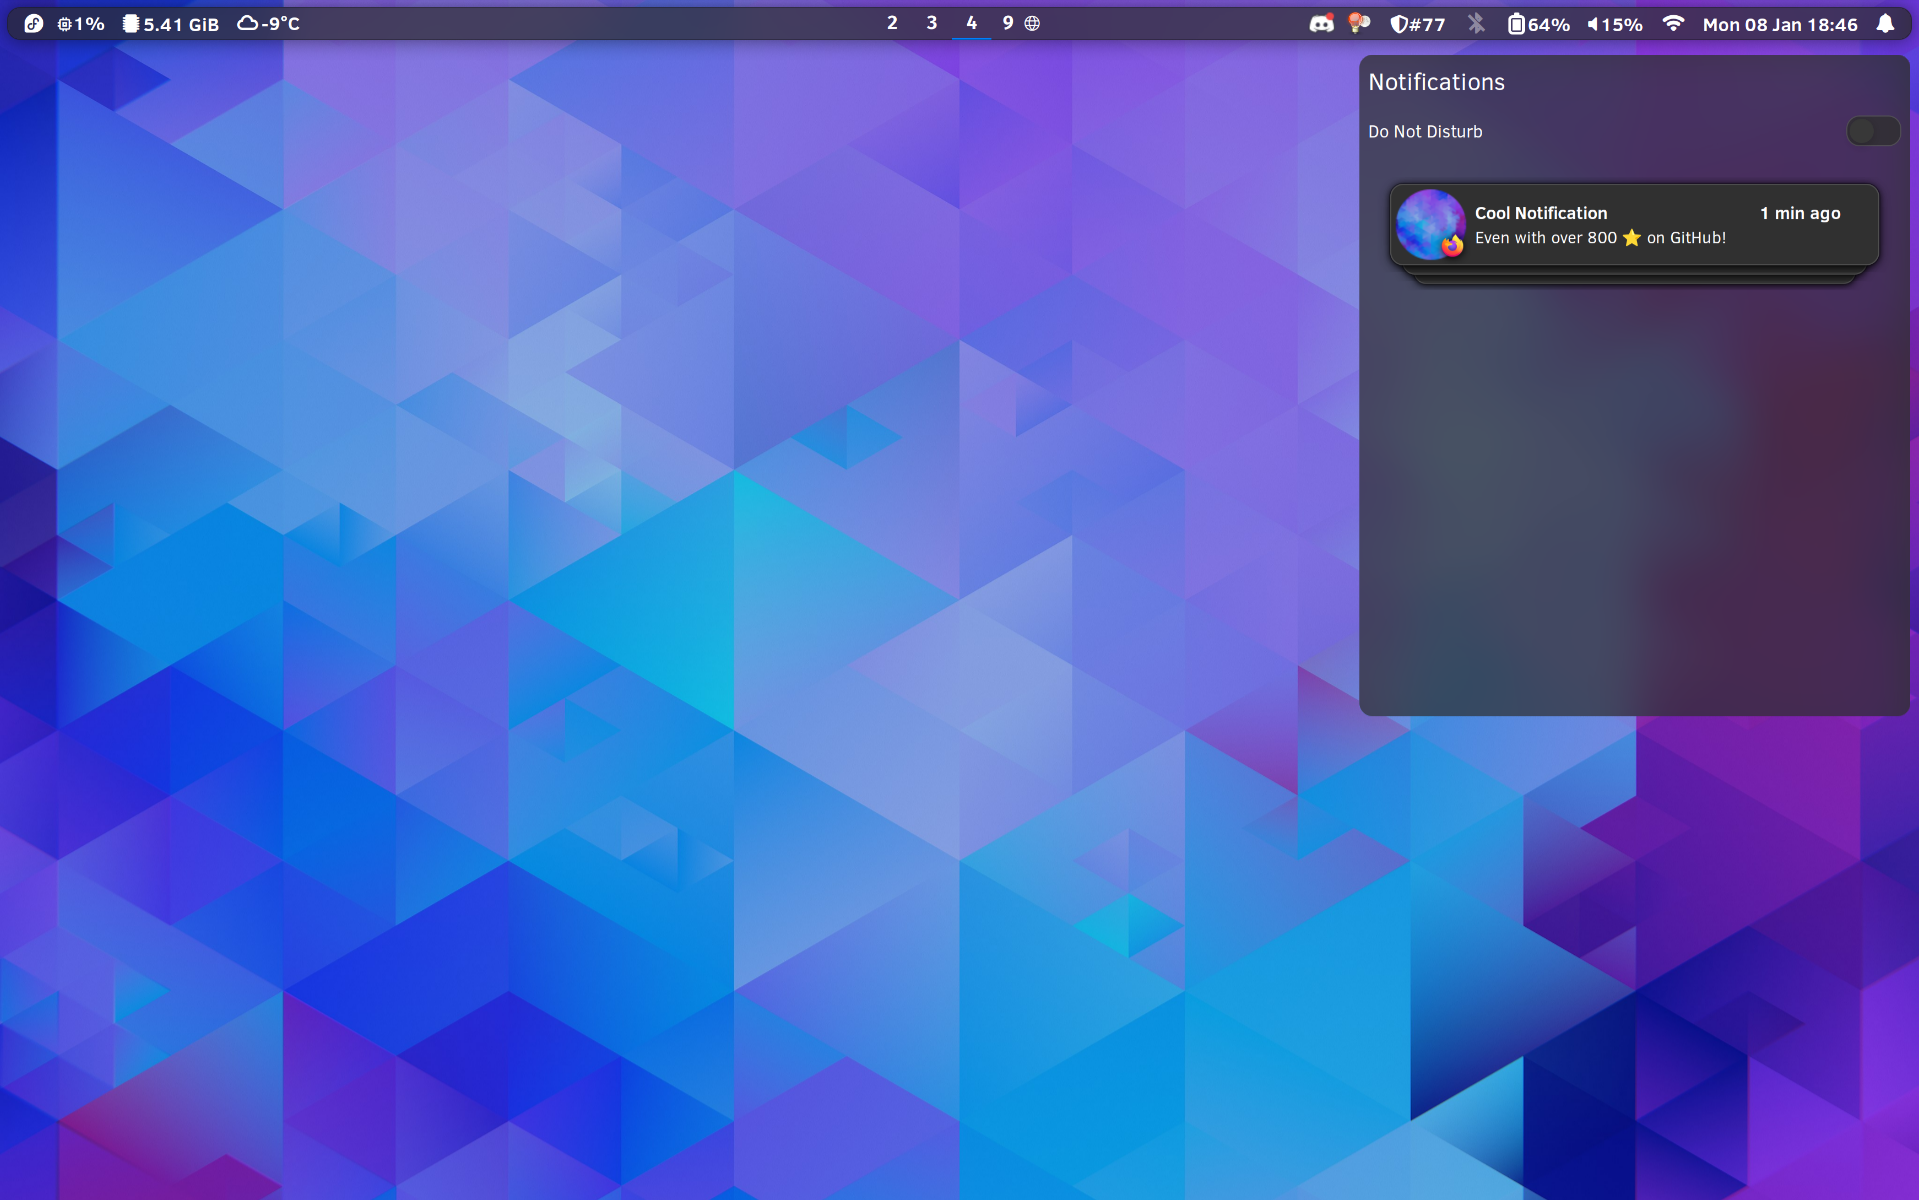 1% 5.41 GiB -9°C 2 3 4 9 #77 64% 15% Mon 08 Jan 18:46
Notifications
Do Not Disturb
Cool Notification 1 min ago
Even with over 800 ⭐ on GitHub!